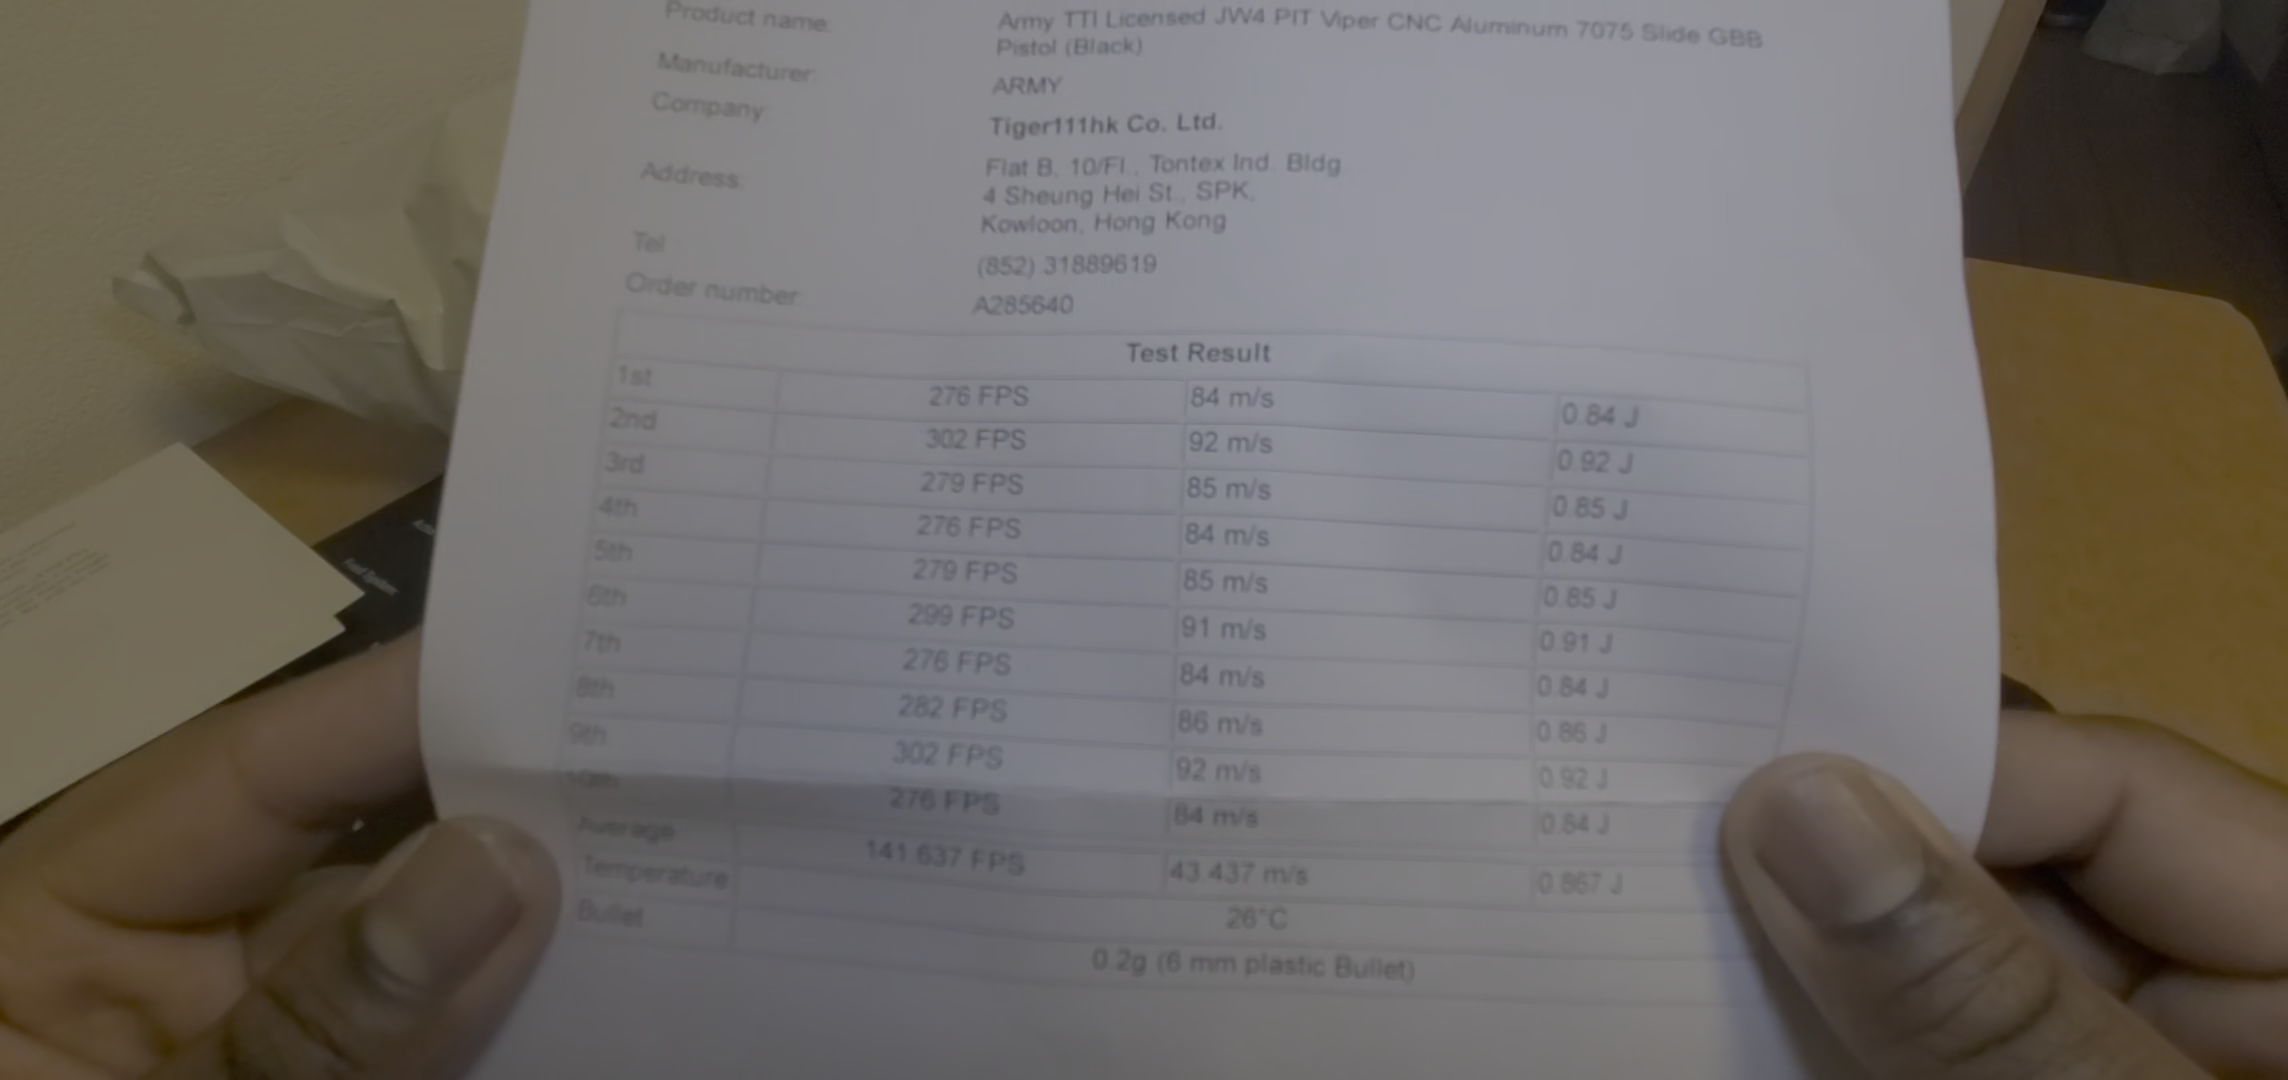 Product name: Army TTI Licensed JW4 PIT Viper CNC Aluminum 7075 Slide GBB
Pistol (Black)
Manufacturer: ARMY
Company: Tiger111hk Co. Ltd.
Address: Flat B, 10/Fl., Tontex Ind. Bldg
4 Sheung Hei St., SPK,
Kowloon, Hong Kong
Tel (852) 31889619
Order number: A285640
Test Result
1st 276 FPS 84 m/s 0.84 J
2nd 302 FPS 92 m/s 0.92 J
3rd 279 FPS 85 m/s 0.85 J
4th 276 FPS 84 m/s 0.84 J
5th 279 FPS 85 m/s 0.85 J
6th 299 FPS 91 m/s 0.91 J
7th 276 FPS 84 m/s 0.84 J
8th 282 FPS 86 m/s 0.86 J
9th 302 FPS 92 m/s 0.92 J
10th 276 FPS 84 m/s 0.84 J
Average 141.637 FPS 43.437 m/s 0.867 J
Temperature 26°C
Bullet 0.2g (6 mm plastic Bullet)